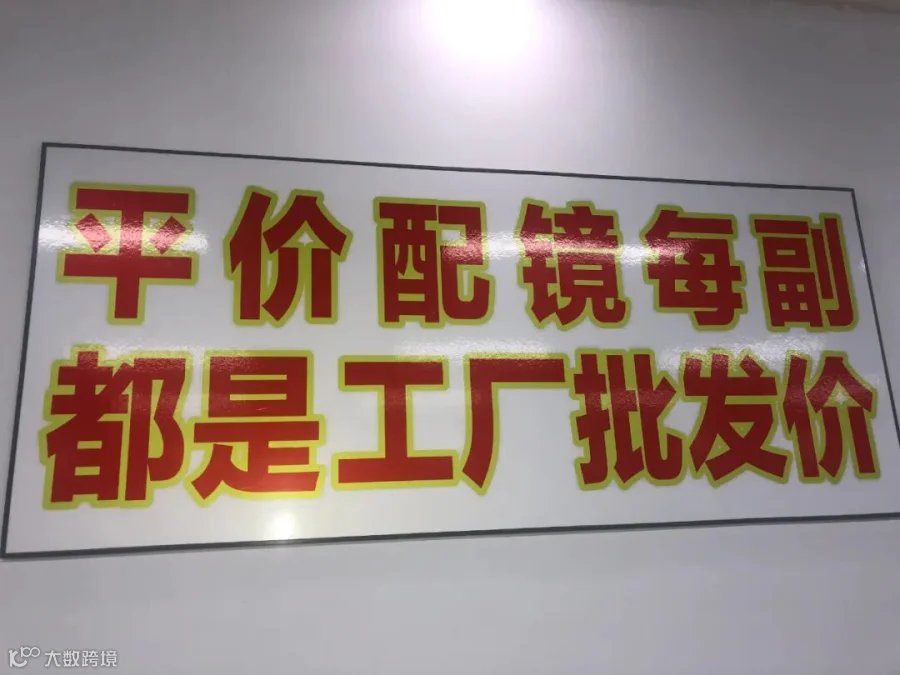 平价配镜每副
都是工厂批发价
大数跨境